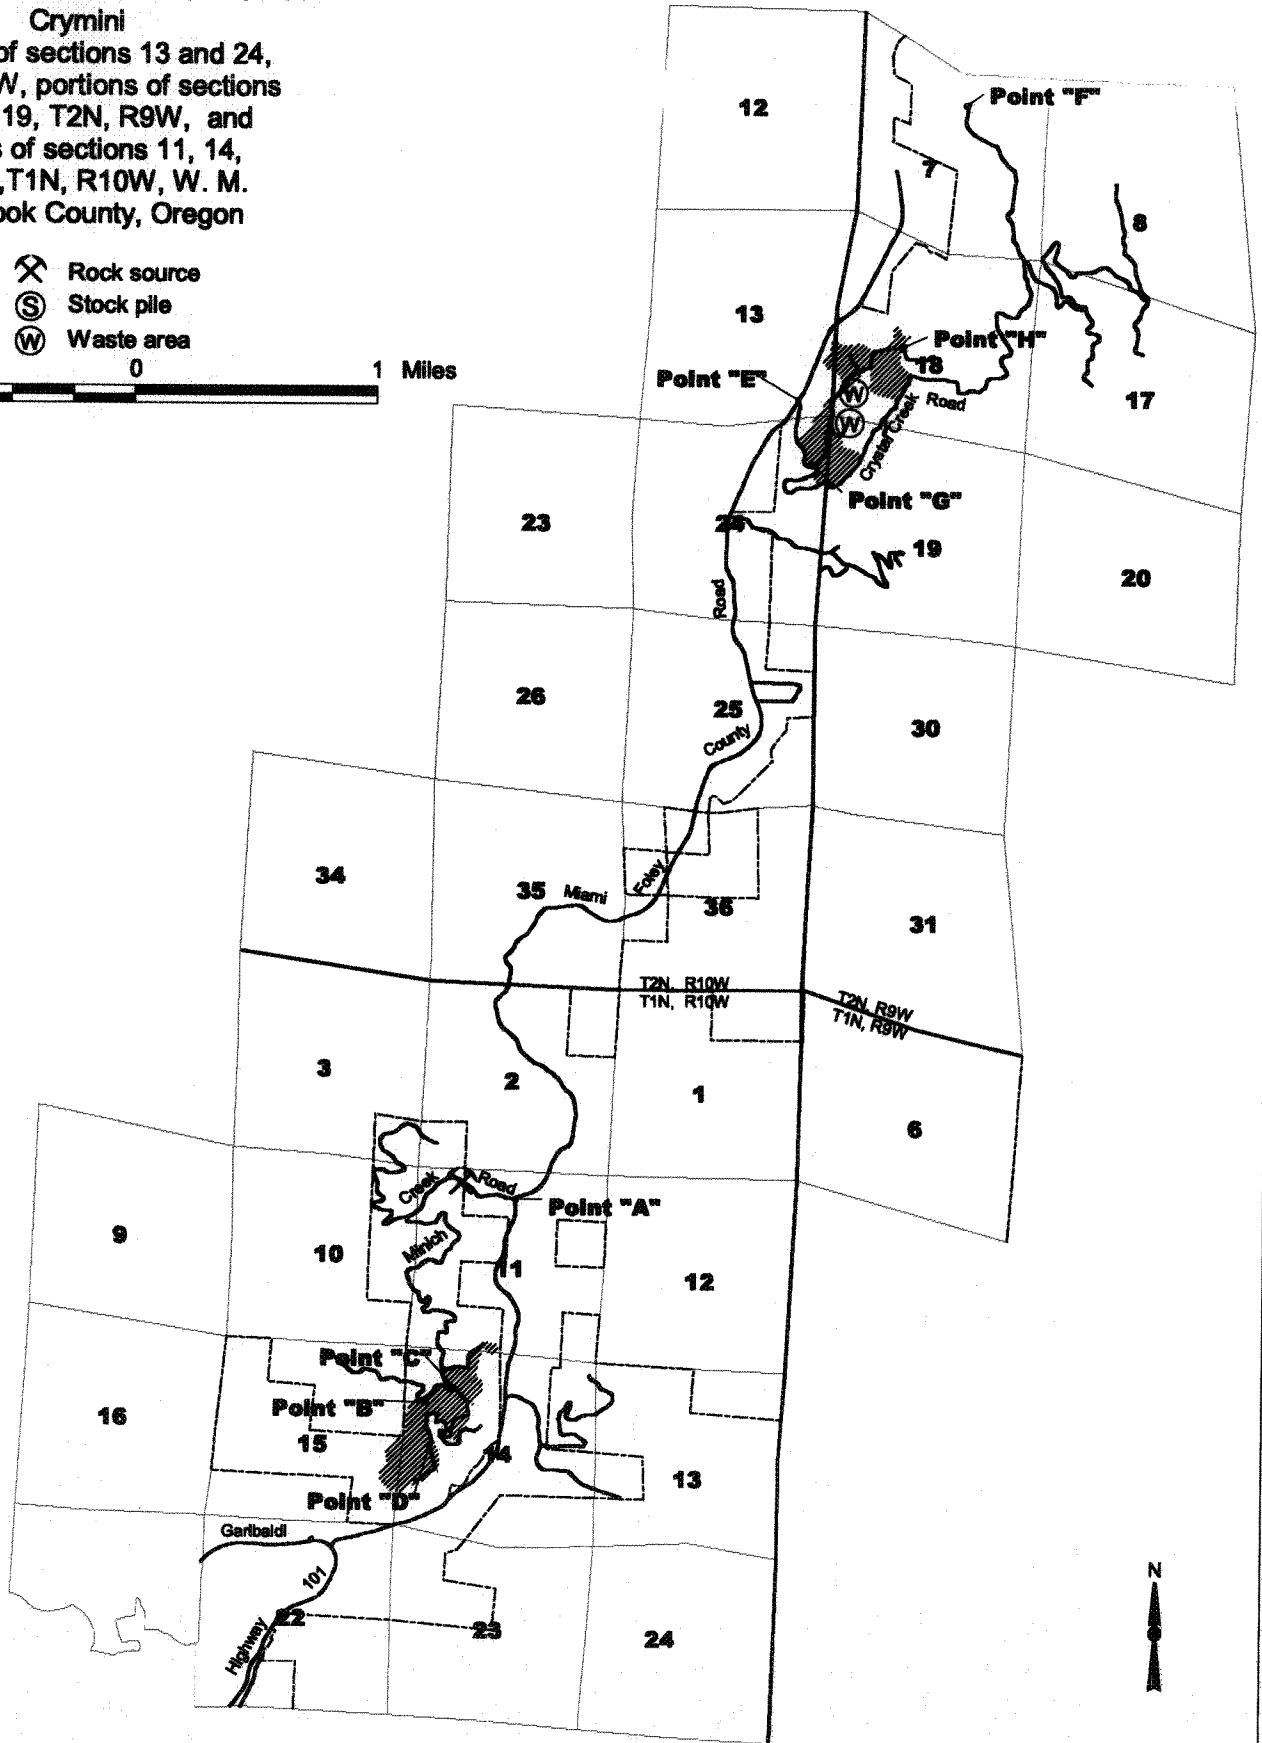 Crymini
of sections 13 and 24,
W, portions of sections
19, T2N, R9W, and
s of sections 11, 14,
,T1N, R10W, W. M.
ook County, Oregon
Rock source
S Stock pile
W Waste area
0 1 Miles
12
Point "F"
7
8
13
Point "H"
18
Point "E"
W
Road
17
W
Crystal Creek
Point "G"
23
24
19
20
Road
26
25
30
County
34
35
Miami
Foley
36
31
T2N, R10W
T1N, R10W
T2N, R9W
T1N, R9W
3
2
1
6
Creek
Road
Point "A"
9
10
Minich
11
12
Point "C"
16
Point "B"
15
14
13
Point "D"
Garibaldi
101
N
22
23
24
Highway